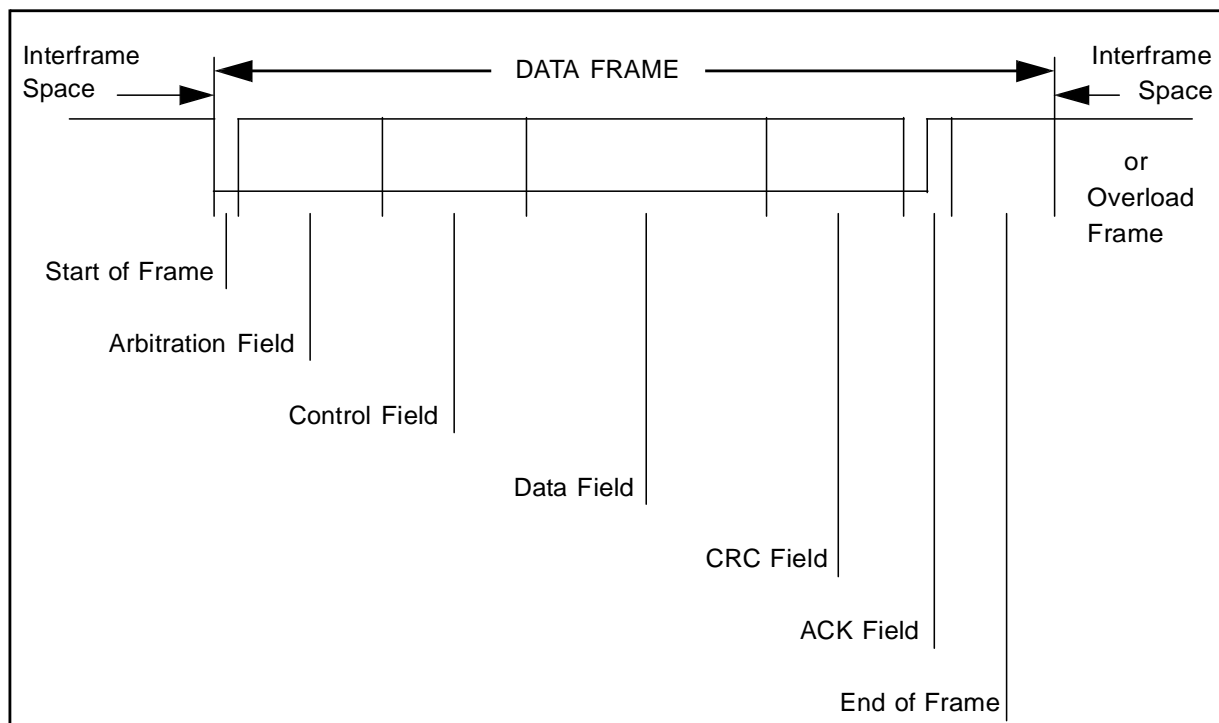 Interframe
Space
DATA FRAME
Interframe
Space
or
Overload
Frame
Start of Frame
Arbitration Field
Control Field
Data Field
CRC Field
ACK Field
End of Frame